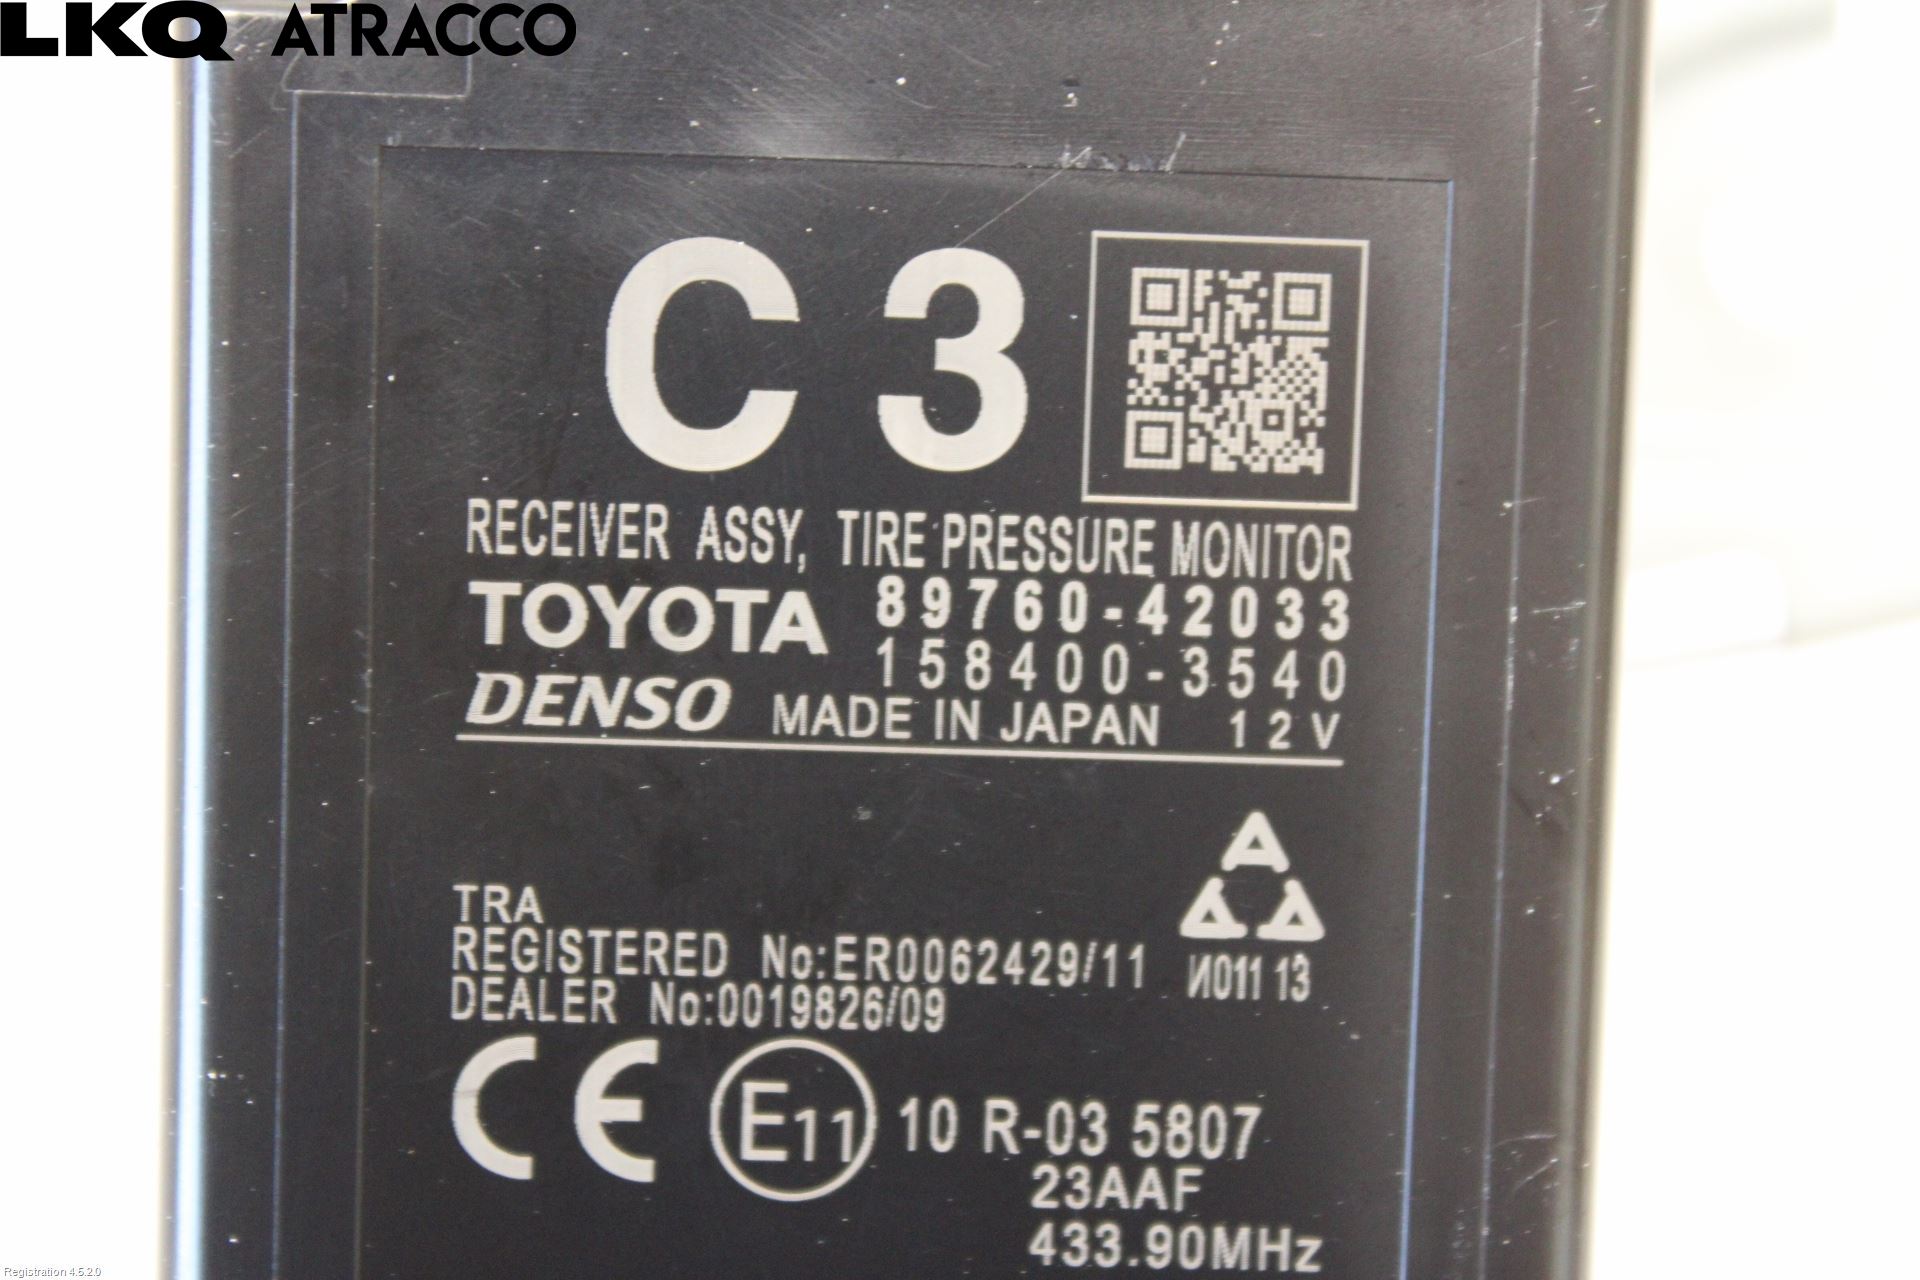 LKQ ATRACCO
C3
RECEIVER ASSY, TIRE PRESSURE MONITOR
TOYOTA 89760-42033
158400-3540
DENSO MADE IN JAPAN 12V
TRA
REGISTERED No:ER0062429/11
DEALER No:0019826/09
И011 13
CE E11 10 R-03 5807
23AAF
433.90MHz
Registration 4.5.2.0